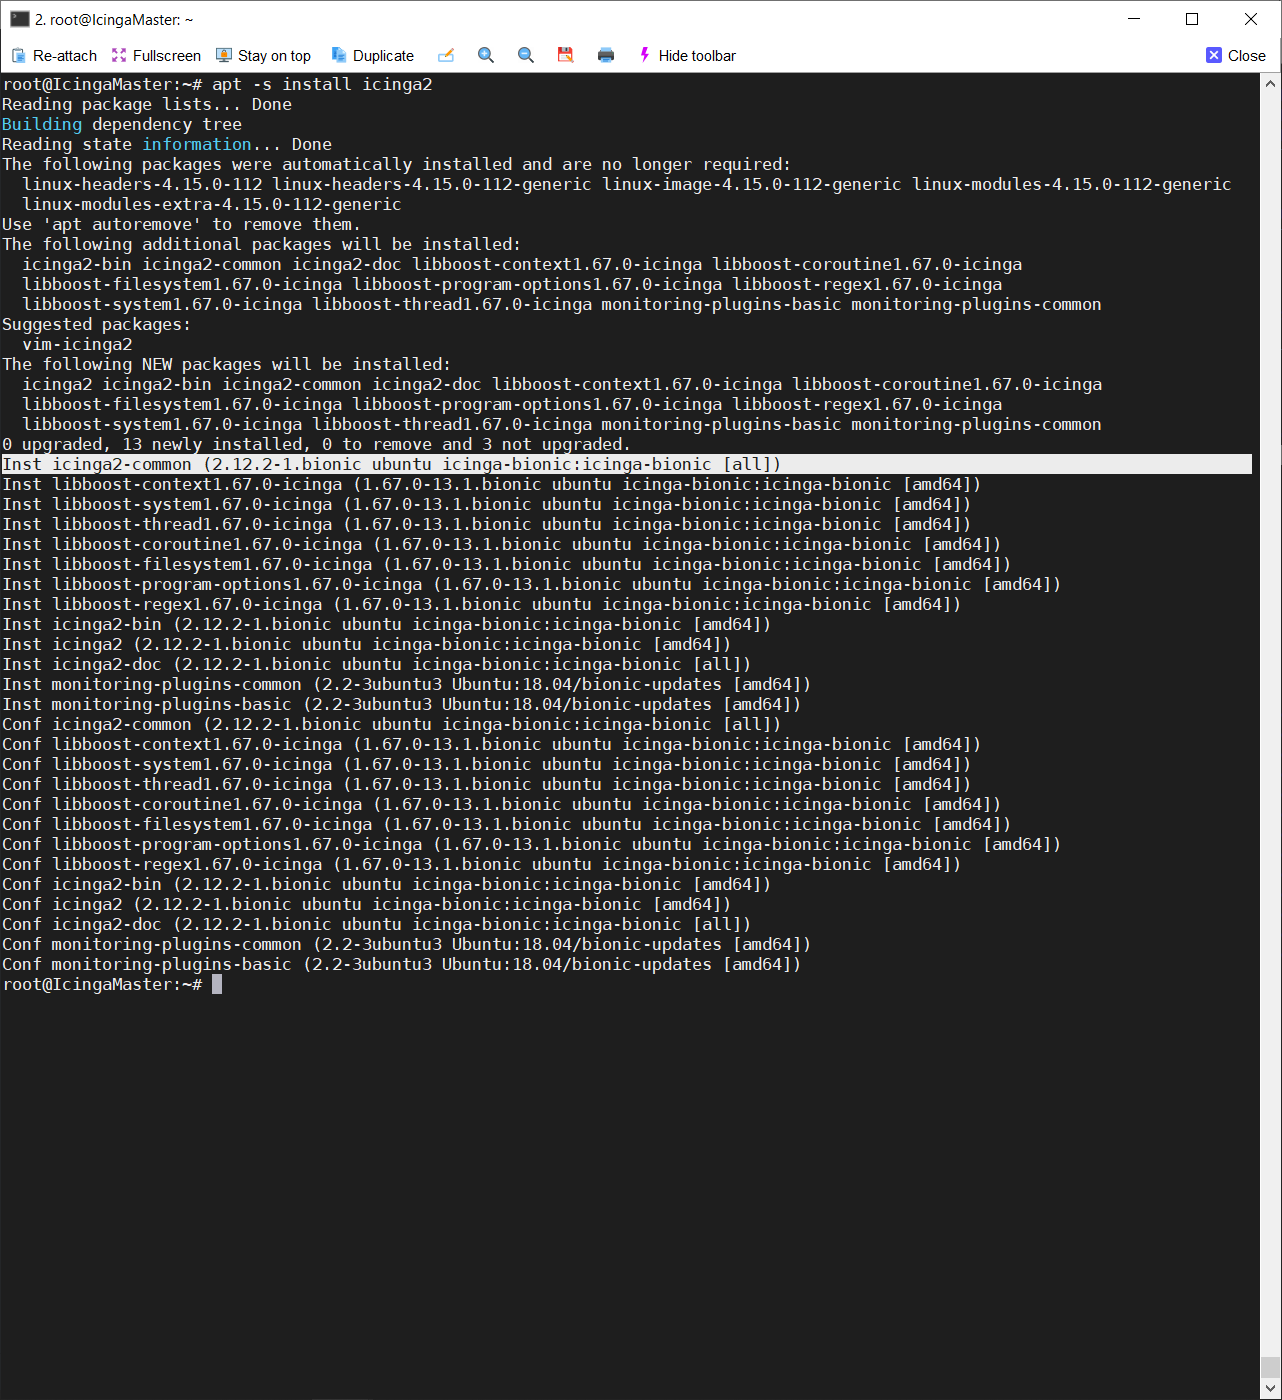 2. root@IcingaMaster: ~
Re-attach Fullscreen Stay on top Duplicate Hide toolbar Close
root@IcingaMaster:~# apt -s install icinga2
Reading package lists... Done
Building dependency tree
Reading state information... Done
The following packages were automatically installed and are no longer required:
  linux-headers-4.15.0-112 linux-headers-4.15.0-112-generic linux-image-4.15.0-112-generic linux-modules-4.15.0-112-generic
  linux-modules-extra-4.15.0-112-generic
Use 'apt autoremove' to remove them.
The following additional packages will be installed:
  icinga2-bin icinga2-common icinga2-doc libboost-context1.67.0-icinga libboost-coroutine1.67.0-icinga
  libboost-filesystem1.67.0-icinga libboost-program-options1.67.0-icinga libboost-regex1.67.0-icinga
  libboost-system1.67.0-icinga libboost-thread1.67.0-icinga monitoring-plugins-basic monitoring-plugins-common
Suggested packages:
  vim-icinga2
The following NEW packages will be installed:
  icinga2 icinga2-bin icinga2-common icinga2-doc libboost-context1.67.0-icinga libboost-coroutine1.67.0-icinga
  libboost-filesystem1.67.0-icinga libboost-program-options1.67.0-icinga libboost-regex1.67.0-icinga
  libboost-system1.67.0-icinga libboost-thread1.67.0-icinga monitoring-plugins-basic monitoring-plugins-common
0 upgraded, 13 newly installed, 0 to remove and 3 not upgraded.
Inst icinga2-common (2.12.2-1.bionic ubuntu icinga-bionic:icinga-bionic [all])
Inst libboost-context1.67.0-icinga (1.67.0-13.1.bionic ubuntu icinga-bionic:icinga-bionic [amd64])
Inst libboost-system1.67.0-icinga (1.67.0-13.1.bionic ubuntu icinga-bionic:icinga-bionic [amd64])
Inst libboost-thread1.67.0-icinga (1.67.0-13.1.bionic ubuntu icinga-bionic:icinga-bionic [amd64])
Inst libboost-coroutine1.67.0-icinga (1.67.0-13.1.bionic ubuntu icinga-bionic:icinga-bionic [amd64])
Inst libboost-filesystem1.67.0-icinga (1.67.0-13.1.bionic ubuntu icinga-bionic:icinga-bionic [amd64])
Inst libboost-program-options1.67.0-icinga (1.67.0-13.1.bionic ubuntu icinga-bionic:icinga-bionic [amd64])
Inst libboost-regex1.67.0-icinga (1.67.0-13.1.bionic ubuntu icinga-bionic:icinga-bionic [amd64])
Inst icinga2-bin (2.12.2-1.bionic ubuntu icinga-bionic:icinga-bionic [amd64])
Inst icinga2 (2.12.2-1.bionic ubuntu icinga-bionic:icinga-bionic [amd64])
Inst icinga2-doc (2.12.2-1.bionic ubuntu icinga-bionic:icinga-bionic [all])
Inst monitoring-plugins-common (2.2-3ubuntu3 Ubuntu:18.04/bionic-updates [amd64])
Inst monitoring-plugins-basic (2.2-3ubuntu3 Ubuntu:18.04/bionic-updates [amd64])
Conf icinga2-common (2.12.2-1.bionic ubuntu icinga-bionic:icinga-bionic [all])
Conf libboost-context1.67.0-icinga (1.67.0-13.1.bionic ubuntu icinga-bionic:icinga-bionic [amd64])
Conf libboost-system1.67.0-icinga (1.67.0-13.1.bionic ubuntu icinga-bionic:icinga-bionic [amd64])
Conf libboost-thread1.67.0-icinga (1.67.0-13.1.bionic ubuntu icinga-bionic:icinga-bionic [amd64])
Conf libboost-coroutine1.67.0-icinga (1.67.0-13.1.bionic ubuntu icinga-bionic:icinga-bionic [amd64])
Conf libboost-filesystem1.67.0-icinga (1.67.0-13.1.bionic ubuntu icinga-bionic:icinga-bionic [amd64])
Conf libboost-program-options1.67.0-icinga (1.67.0-13.1.bionic ubuntu icinga-bionic:icinga-bionic [amd64])
Conf libboost-regex1.67.0-icinga (1.67.0-13.1.bionic ubuntu icinga-bionic:icinga-bionic [amd64])
Conf icinga2-bin (2.12.2-1.bionic ubuntu icinga-bionic:icinga-bionic [amd64])
Conf icinga2 (2.12.2-1.bionic ubuntu icinga-bionic:icinga-bionic [amd64])
Conf icinga2-doc (2.12.2-1.bionic ubuntu icinga-bionic:icinga-bionic [all])
Conf monitoring-plugins-common (2.2-3ubuntu3 Ubuntu:18.04/bionic-updates [amd64])
Conf monitoring-plugins-basic (2.2-3ubuntu3 Ubuntu:18.04/bionic-updates [amd64])
root@IcingaMaster:~#